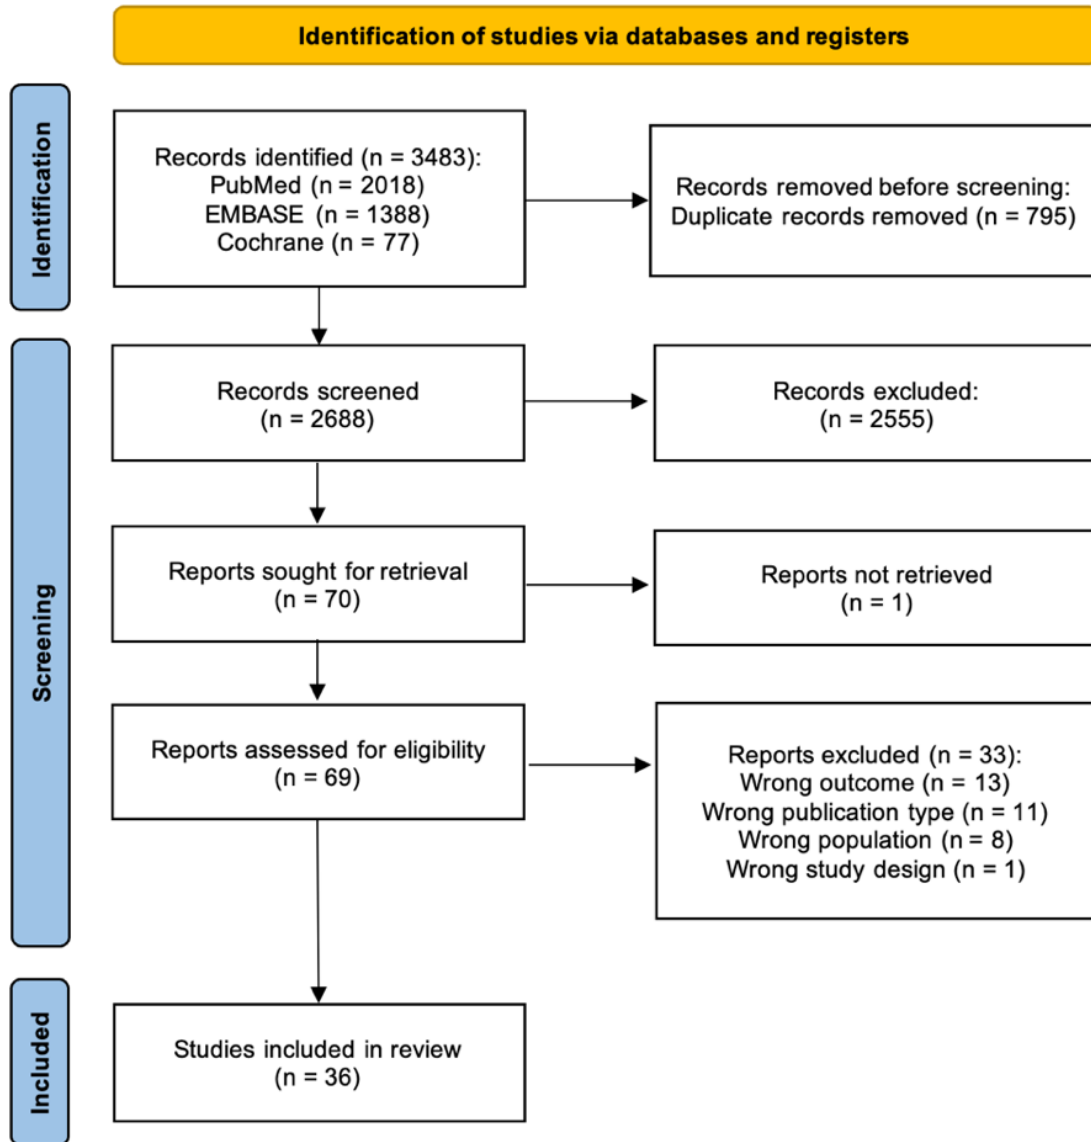 Identification of studies via databases and registers
Identification
Records identified (n = 3483):
PubMed (n = 2018)
EMBASE (n = 1388)
Cochrane (n = 77)
Records removed before screening:
Duplicate records removed (n = 795)
Screening
Records screened
(n = 2688)
Records excluded:
(n = 2555)
Reports sought for retrieval
(n = 70)
Reports not retrieved
(n = 1)
Reports assessed for eligibility
(n = 69)
Reports excluded (n = 33):
Wrong outcome (n = 13)
Wrong publication type (n = 11)
Wrong population (n = 8)
Wrong study design (n = 1)
Included
Studies included in review
(n = 36)